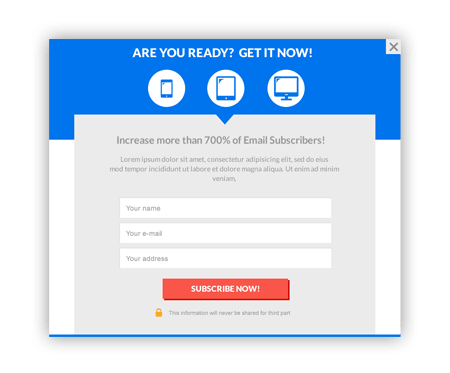 ARE YOU READY? GET IT NOW!
Increase more than 700% of Email Subscribers!
Lorem ipsum dolor sit amet, consectetur adipisicing elit, sed do eius
mod tempor incididunt ut labore et dolore magna aliqua. Ut enim ad minim
veniam,
Your name
Your e-mail
Your address
SUBSCRIBE NOW!
This information will never be shared for third part